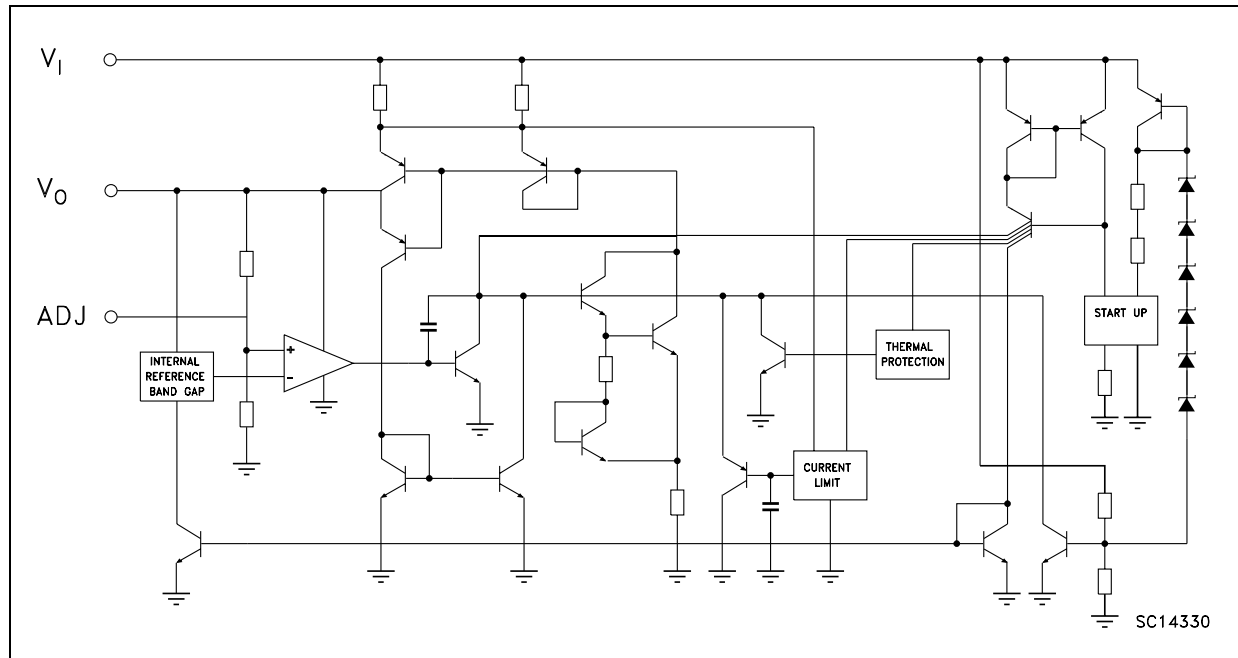 V_I
V_O
ADJ
INTERNAL
REFERENCE
BAND GAP
+
-
START UP
THERMAL
PROTECTION
CURRENT
LIMIT
SC14330